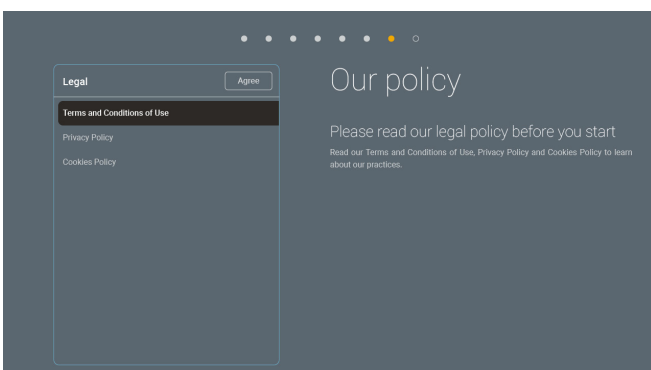 Legal
Agree
Terms and Conditions of Use
Privacy Policy
Cookies Policy
Our policy
Please read our legal policy before you start
Read our Terms and Conditions of Use, Privacy Policy and Cookies Policy to learn
about our practices.